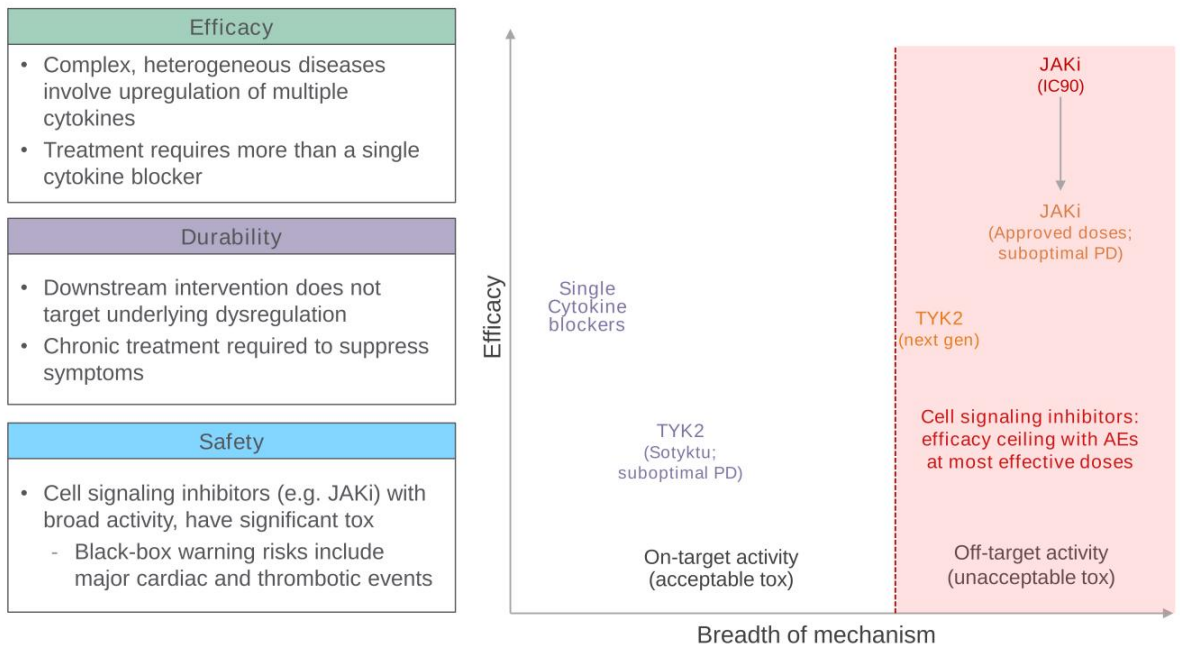 Efficacy
• Complex, heterogeneous diseases
involve upregulation of multiple
cytokines
• Treatment requires more than a single
cytokine blocker
Durability
• Downstream intervention does not
target underlying dysregulation
• Chronic treatment required to suppress
symptoms
Safety
• Cell signaling inhibitors (e.g. JAKi) with
broad activity, have significant tox
- Black-box warning risks include
major cardiac and thrombotic events
Efficacy
JAKi
(IC90)
JAKi
(Approved doses;
suboptimal PD)
Single
Cytokine
blockers
TYK2
(next gen)
TYK2
(Sotyktu;
suboptimal PD)
Cell signaling inhibitors:
efficacy ceiling with AEs
at most effective doses
On-target activity
(acceptable tox)
Off-target activity
(unacceptable tox)
Breadth of mechanism